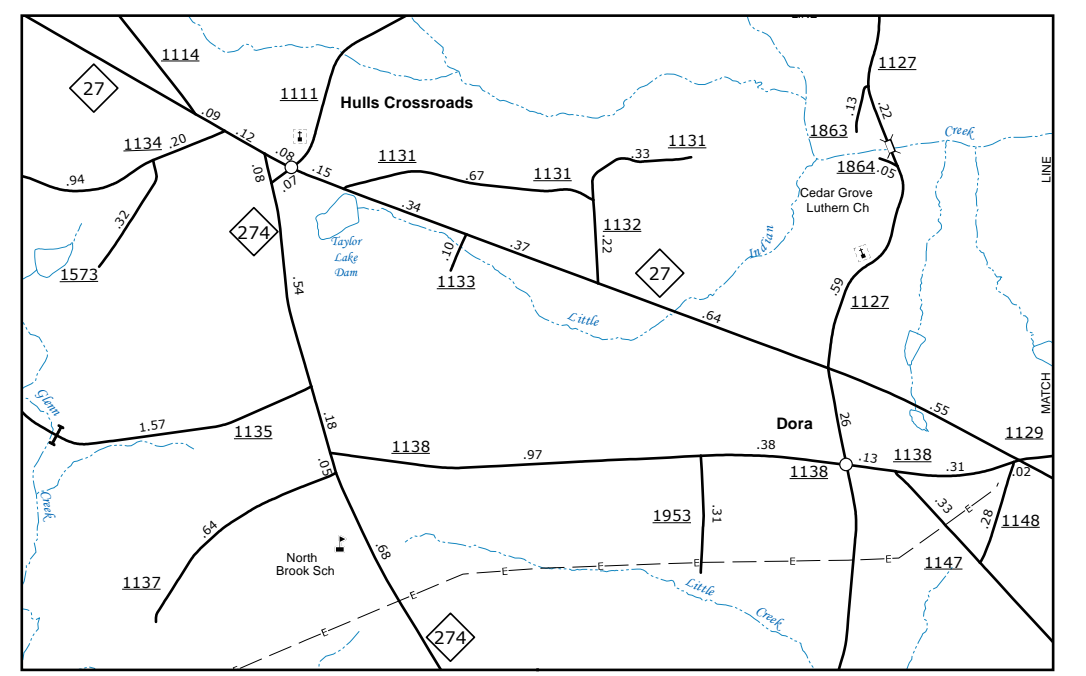 1114
1127
27
1111
Hulls Crossroads
.09
.13
.22
.12
1863
Creek
1134
.20
.08
.15
1131
1131
.33
1864
.05
LINE
.94
.08
.07
.67
1131
Cedar Grove
Luthern Ch
.32
274
.34
1132
.22
Indian
Taylor
Lake
Dam
.10
.37
1573
1133
27
.54
.59
1127
Little
.64
Glenn
MATCH
.55
.18
26
Dora
1.57
1135
1129
1138
.97
.38
.13
1138
.05
1138
.31
.02
Creek
.33
.28
1953
.31
1148
.64
.68
North
Brook Sch
E
E
E
E
E
E
E
E
1137
1147
Little
Creek
274